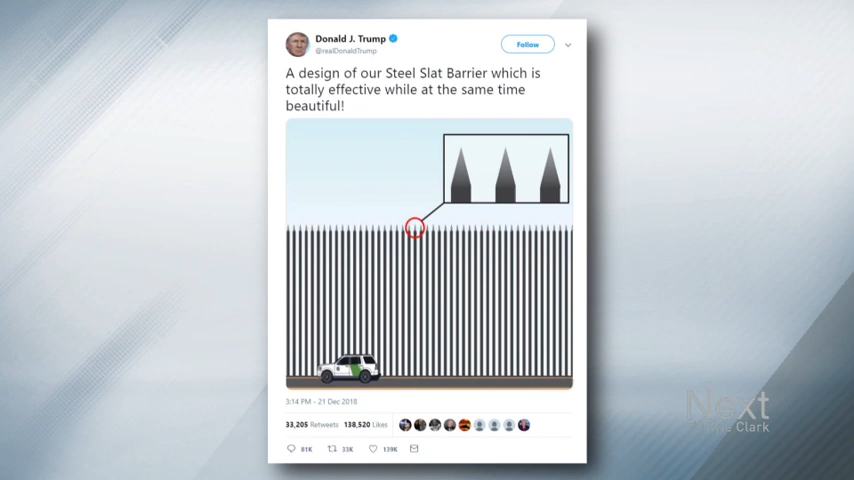 Donald J. Trump
@realDonaldTrump
Follow
A design of our Steel Slat Barrier which is
totally effective while at the same time
beautiful!
3:14 PM - 21 Dec 2018
33,205 Retweets 138,520 Likes
81K 33K 139K
Next
Kyle Clark